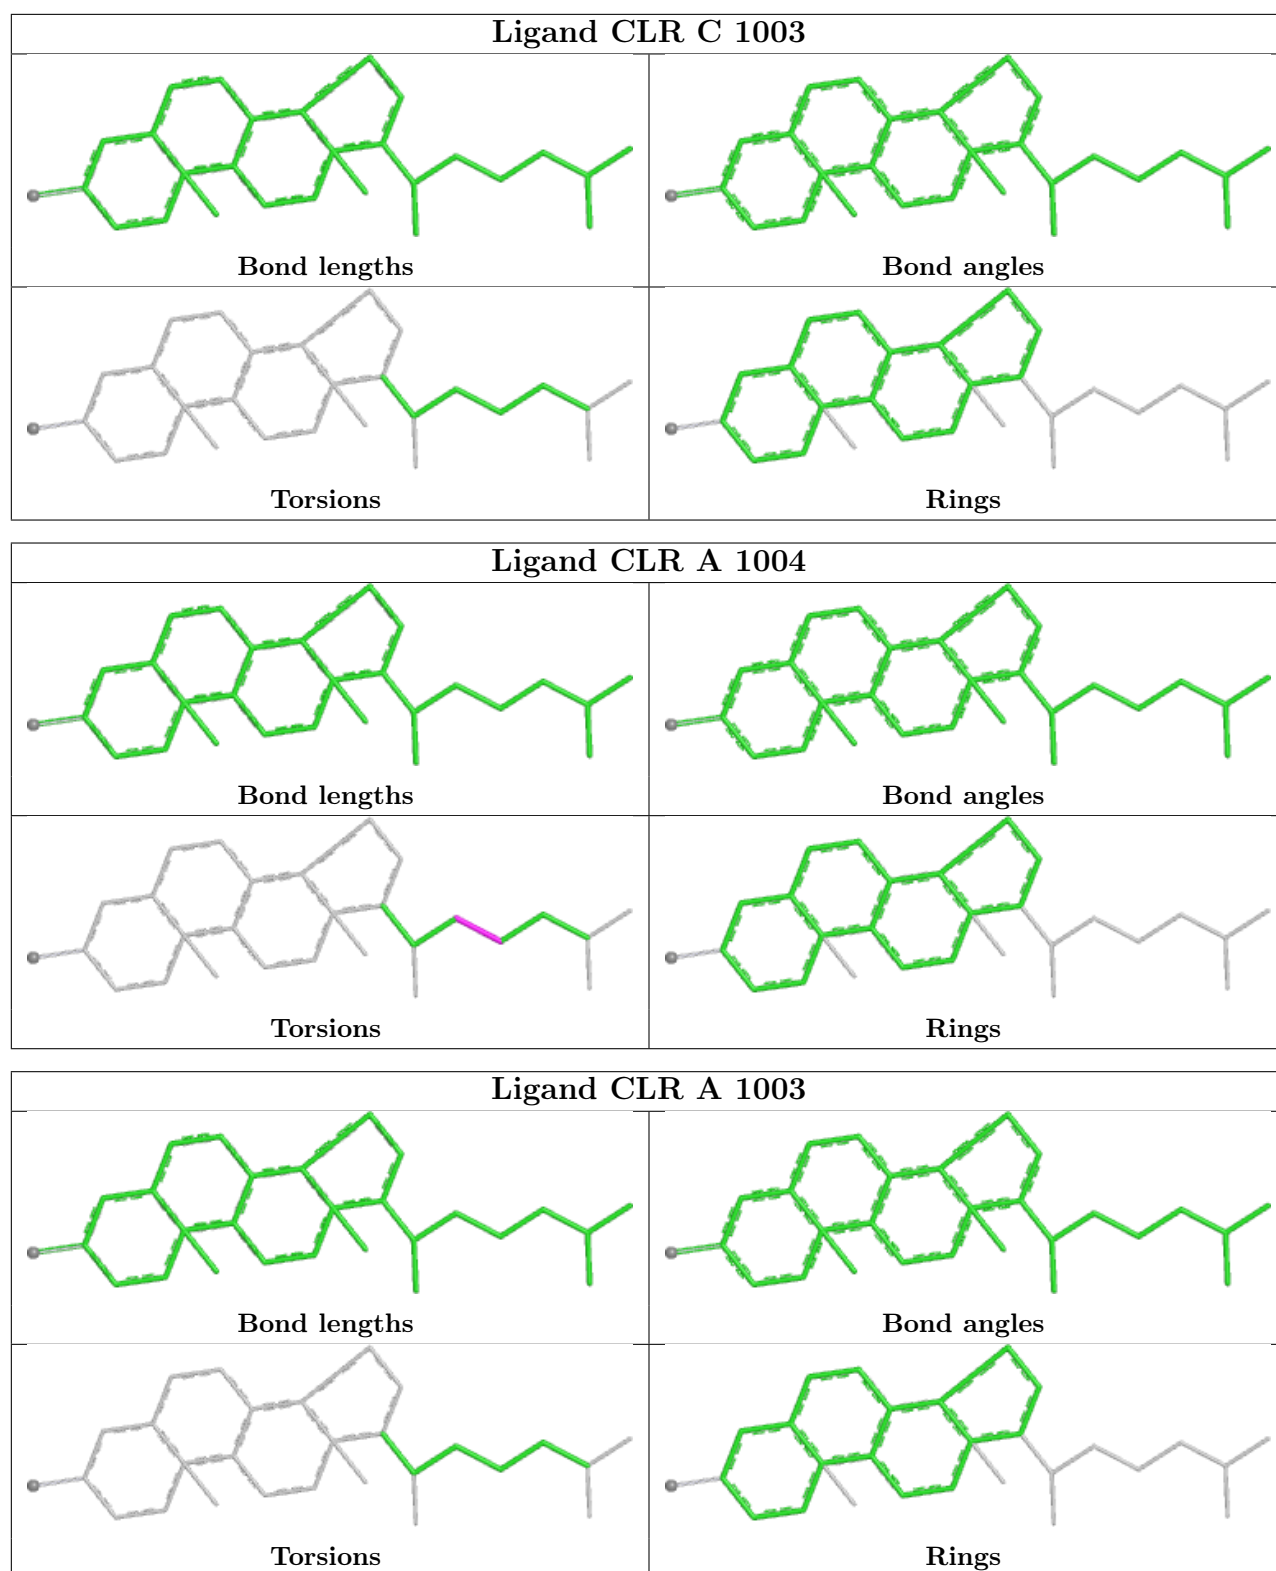 Ligand CLR C 1003
Bond lengths
Bond angles
Torsions
Rings
Ligand CLR A 1004
Bond lengths
Bond angles
Torsions
Rings
Ligand CLR A 1003
Bond lengths
Bond angles
Torsions
Rings